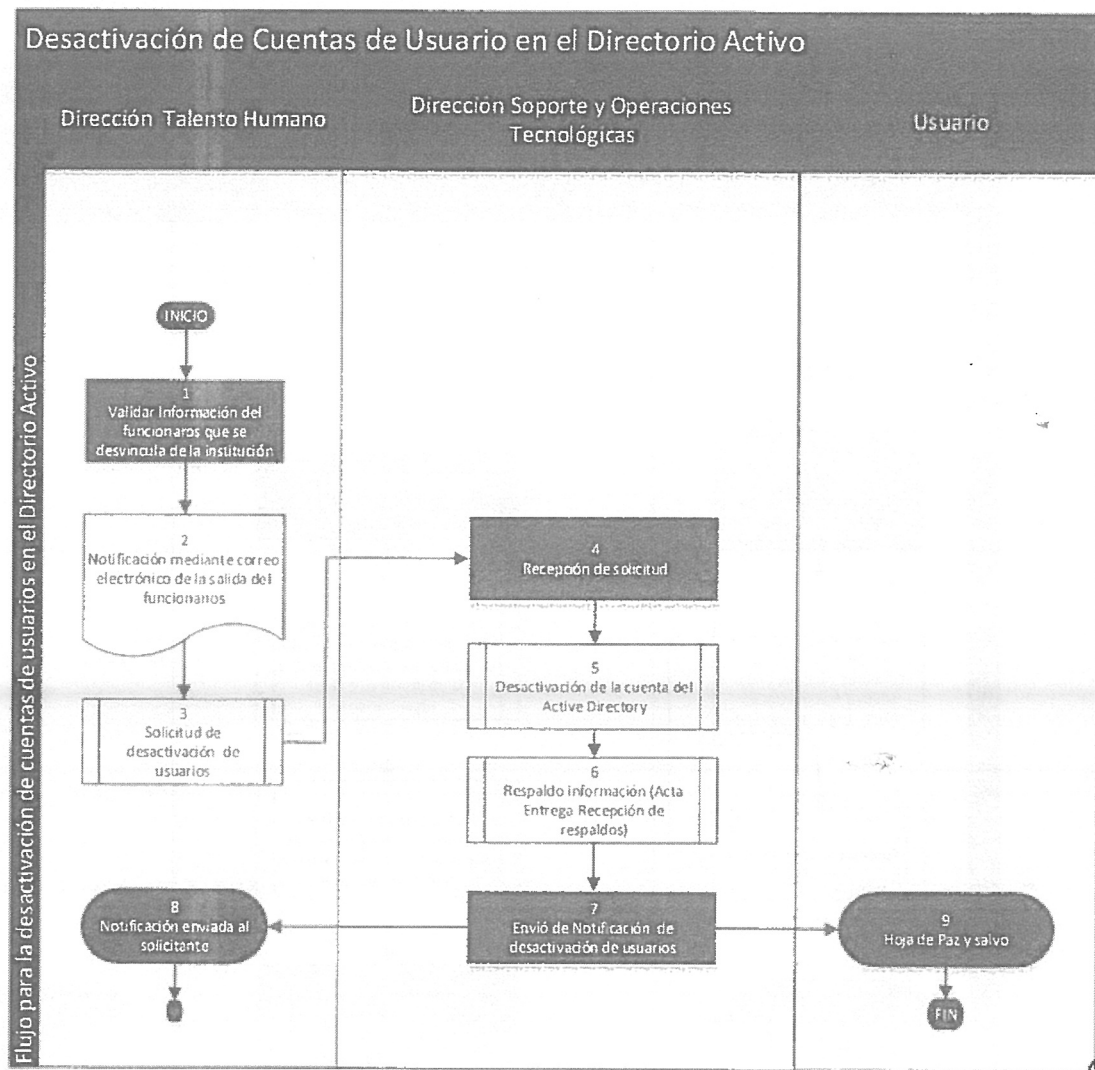 Desactivación de Cuentas de Usuario en el Directorio Activo
Dirección Talento Humano
Dirección Soporte y Operaciones
Tecnológicas
Usuario
Flujo para la desactivación de cuentas de usuarios en el Directorio Activo
INICIO
1
Validar Información del
funcionaros que se
desvincula de la institución
2
Notificación mediante correo
electrónico de la salida del
funcionarios
3
Solicitud de
desactivación de
usuarios
4
Recepción de solicitud
5
Desactivación de la cuenta del
Active Directory
6
Respaldo información (Acta
Entrega Recepción de
respaldos)
7
Envió de Notificación de
desactivación de usuarios
8
Notificación enviada al
solicitante
9
Hoja de Paz y salvo
FIN